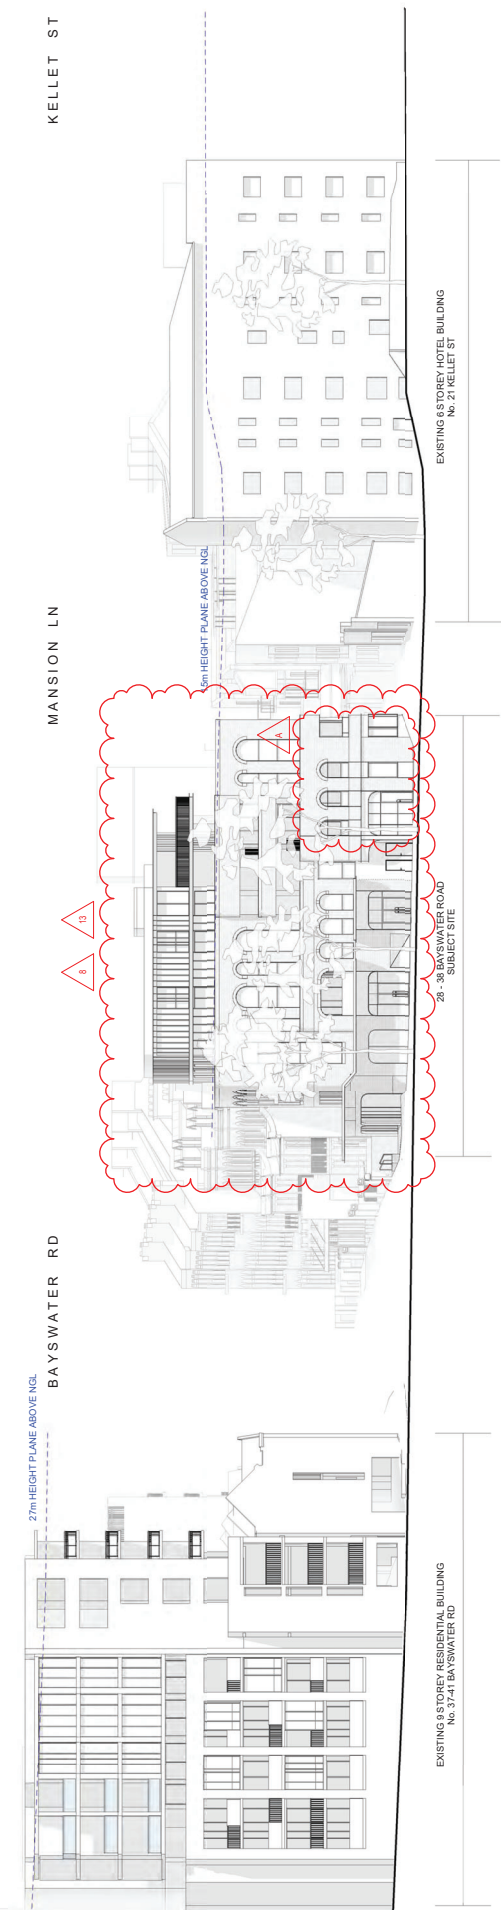 KELLET ST
MANSION LN
BAYSWATER RD
27m HEIGHT PLANE ABOVE NGL
5m HEIGHT PLANE ABOVE NGL
8
13
A
EXISTING 9 STOREY RESIDENTIAL BUILDING
No. 37-41 BAYSWATER RD
28 - 38 BAYSWATER ROAD
SUBJECT SITE
EXISTING 6 STOREY HOTEL BUILDING
No. 21 KELLET ST